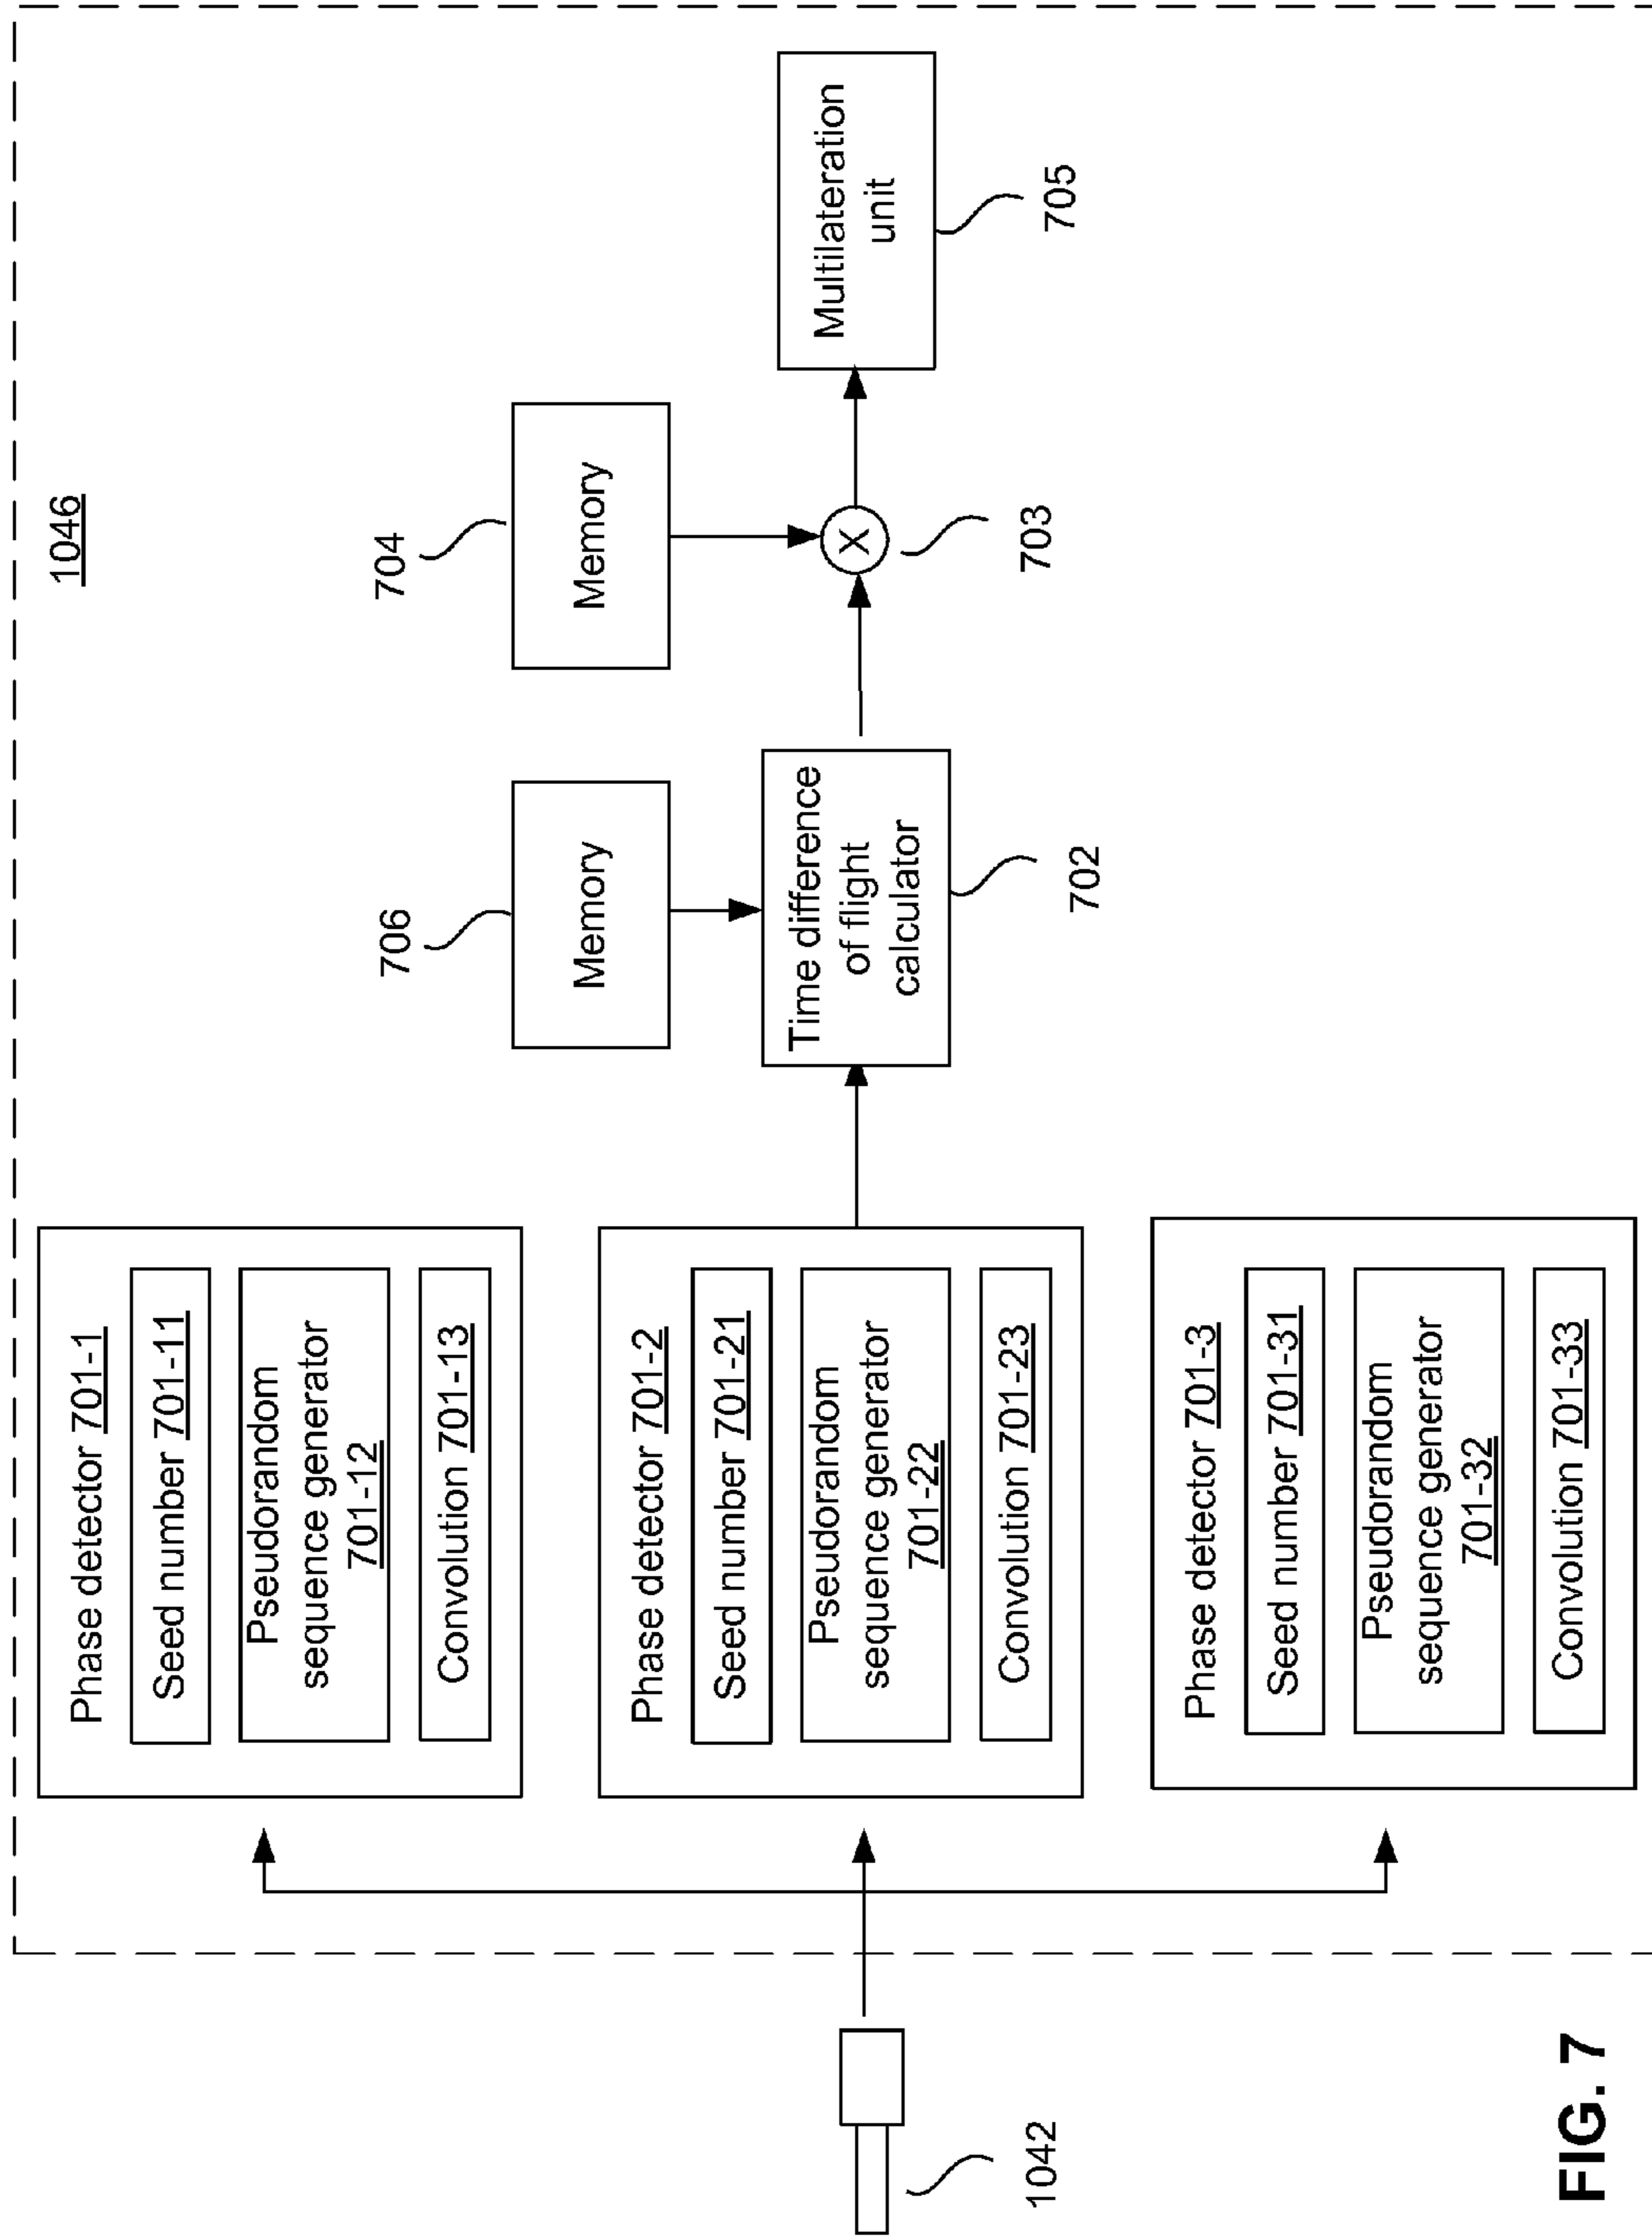 1046
Phase detector 701-1
Seed number 701-11
Pseudorandom
sequence generator
701-12
Convolution 701-13
706
Memory
704
Memory
1042
Phase detector 701-2
Seed number 701-21
Pseudorandom
sequence generator
701-22
Convolution 701-23
Time difference
of flight
calculator
702
X
703
Multilateration
unit
705
Phase detector 701-3
Seed number 701-31
Pseudorandom
sequence generator
701-32
Convolution 701-33
FIG. 7